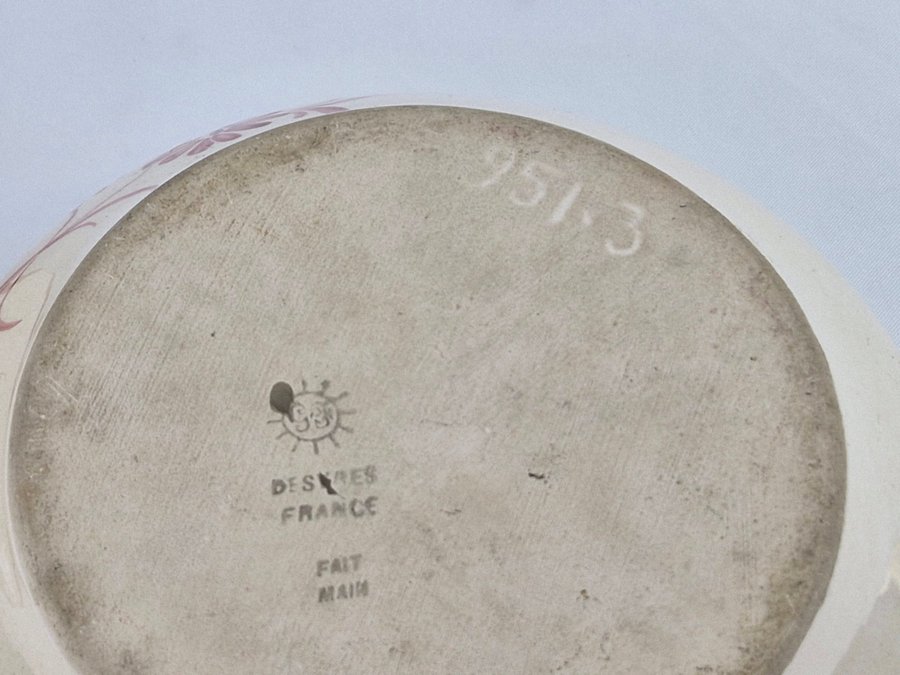 951.3
DESVRES
FRANCE
FAIT
MAIN